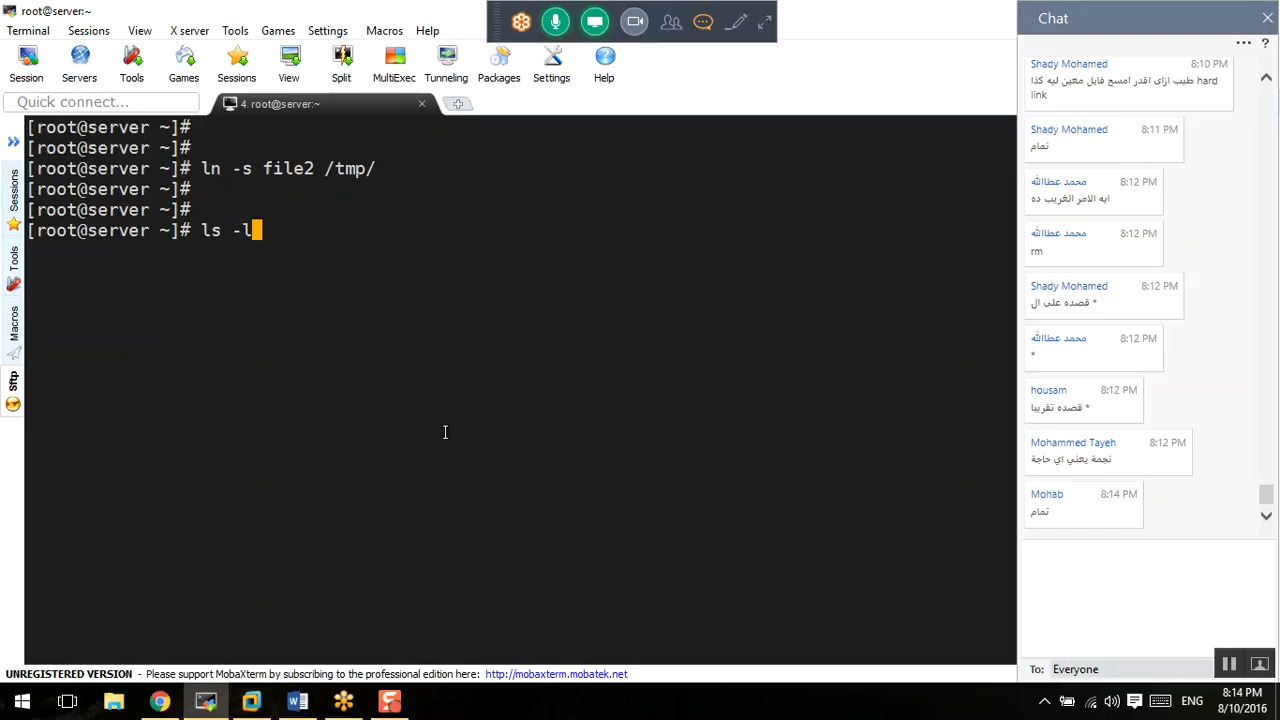 root@server:~
Terminal Sessions View X server Tools Games Settings Macros Help
Session Servers Tools Games Sessions View Split MultiExec Tunneling Packages Settings Help
Quick connect...
4. root@server:~
[root@server ~]#
[root@server ~]#
[root@server ~]# ln -s file2 /tmp/
[root@server ~]#
[root@server ~]#
[root@server ~]# ls -l
Sessions
Tools
Macros
Sftp
Chat
Shady Mohamed 8:10 PM
طيب ازاى اقدر امسح فايل معين ليه كذا hard
link
Shady Mohamed 8:11 PM
تمام
محمد عطاالله 8:12 PM
ايه الامر الغريب ده
محمد عطاالله 8:12 PM
rm
Shady Mohamed 8:12 PM
قصده على ال *
محمد عطاالله 8:12 PM
*
housam 8:12 PM
قصده تقريبا *
Mohammed Tayeh 8:12 PM
نجمة يعني اي حاجة
Mohab 8:14 PM
تمام
To: Everyone
UNREGISTERED VERSION - Please support MobaXterm by subscribing to the professional edition here: http://mobaxterm.mobatek.net
ENG
8:14 PM
8/10/2016